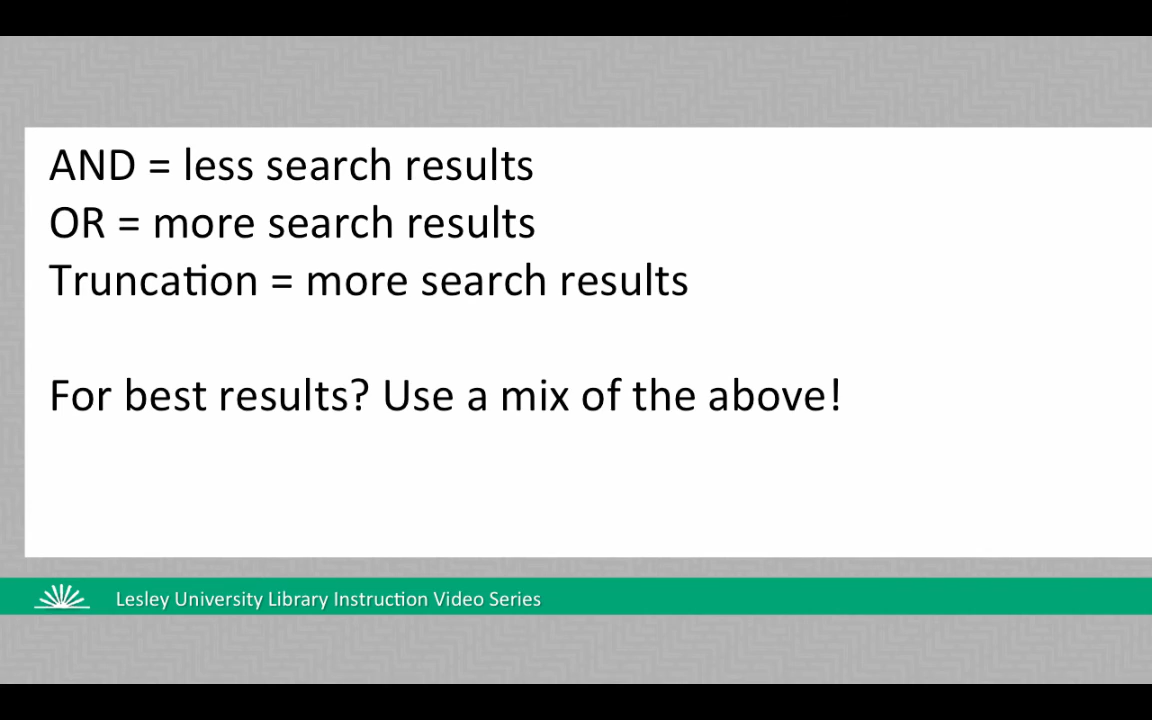 AND = less search results
OR = more search results
Truncation = more search results
For best results? Use a mix of the above!
Lesley University Library Instruction Video Series